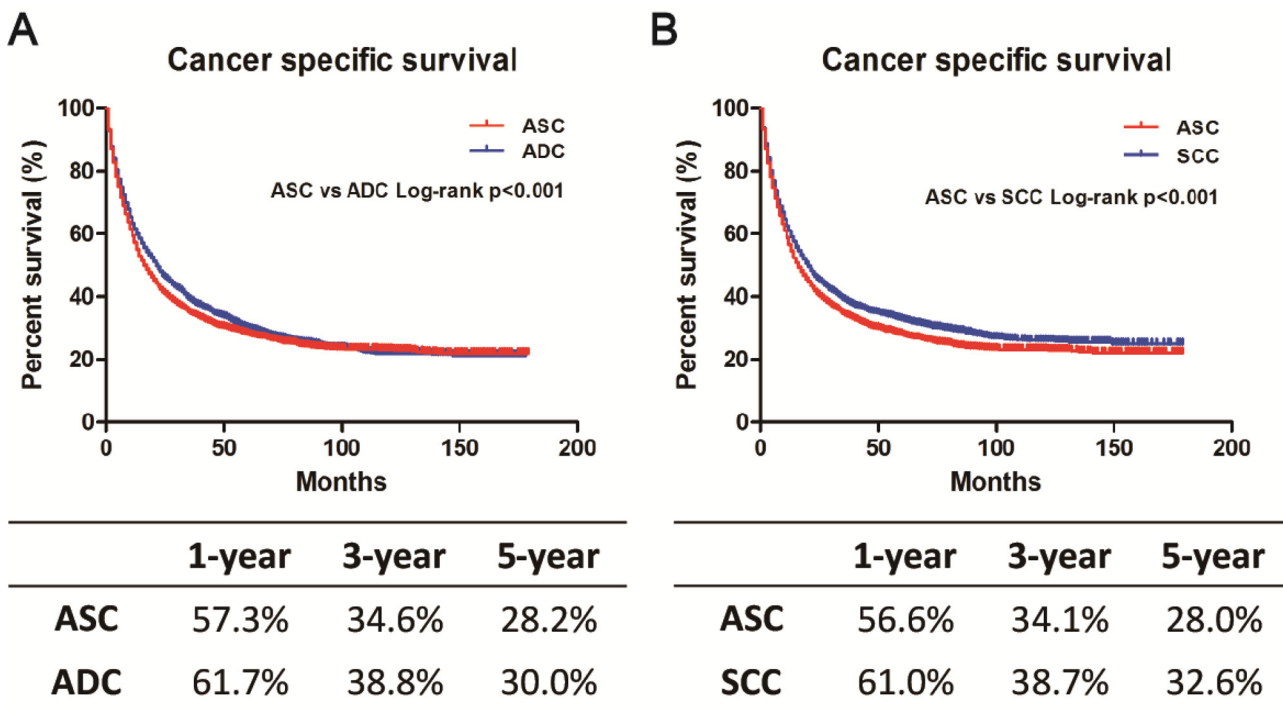 A
Cancer specific survival
100
80
60
40
20
0
Percent survival (%)
ASC
ADC
ASC vs ADC Log-rank p<0.001
0 50 100 150 200
Months
1-year 3-year 5-year
ASC 57.3% 34.6% 28.2%
ADC 61.7% 38.8% 30.0%
B
Cancer specific survival
100
80
60
40
20
0
Percent survival (%)
ASC
SCC
ASC vs SCC Log-rank p<0.001
0 50 100 150 200
Months
1-year 3-year 5-year
ASC 56.6% 34.1% 28.0%
SCC 61.0% 38.7% 32.6%